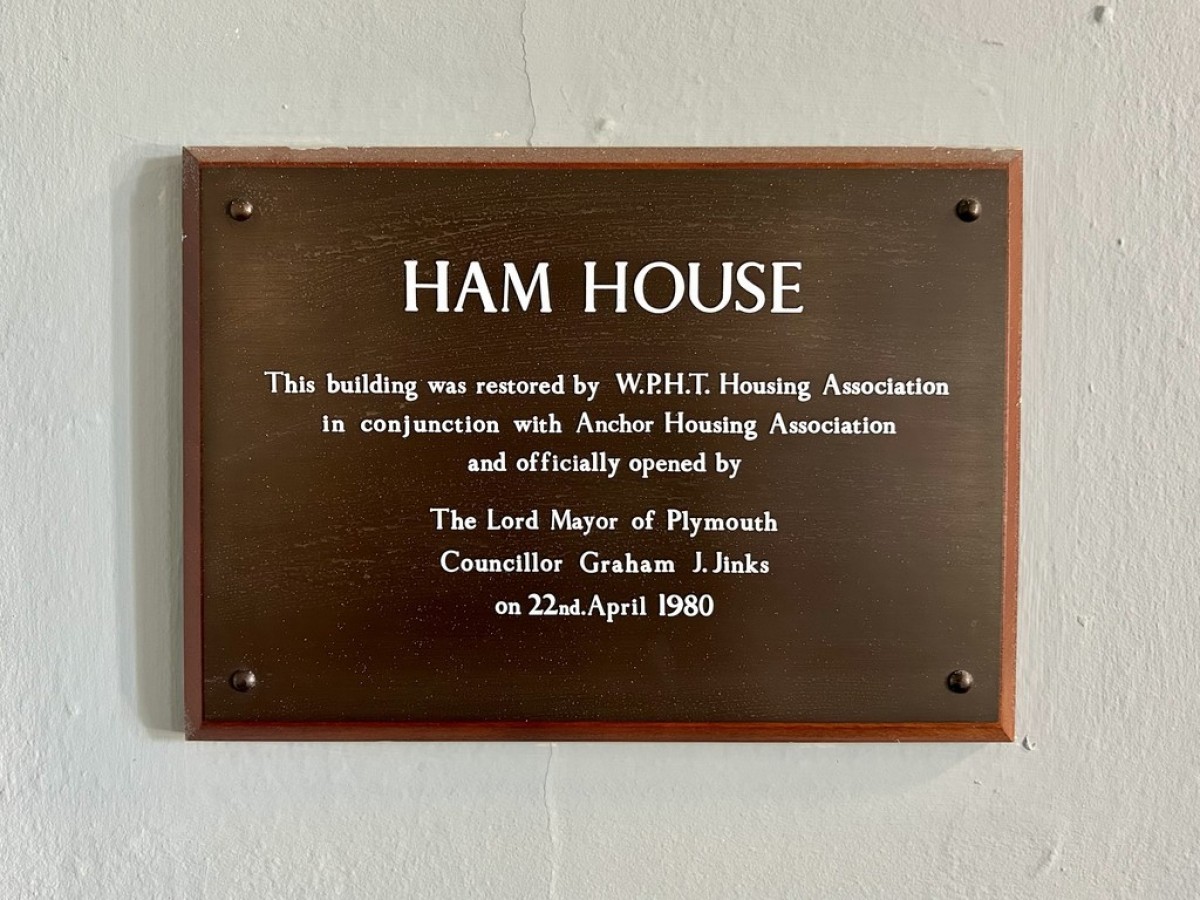 HAM HOUSE
This building was restored by W.P.H.T. Housing Association
in conjunction with Anchor Housing Association
and officially opened by
The Lord Mayor of Plymouth
Councillor Graham J. Jinks
on 22nd. April 1980